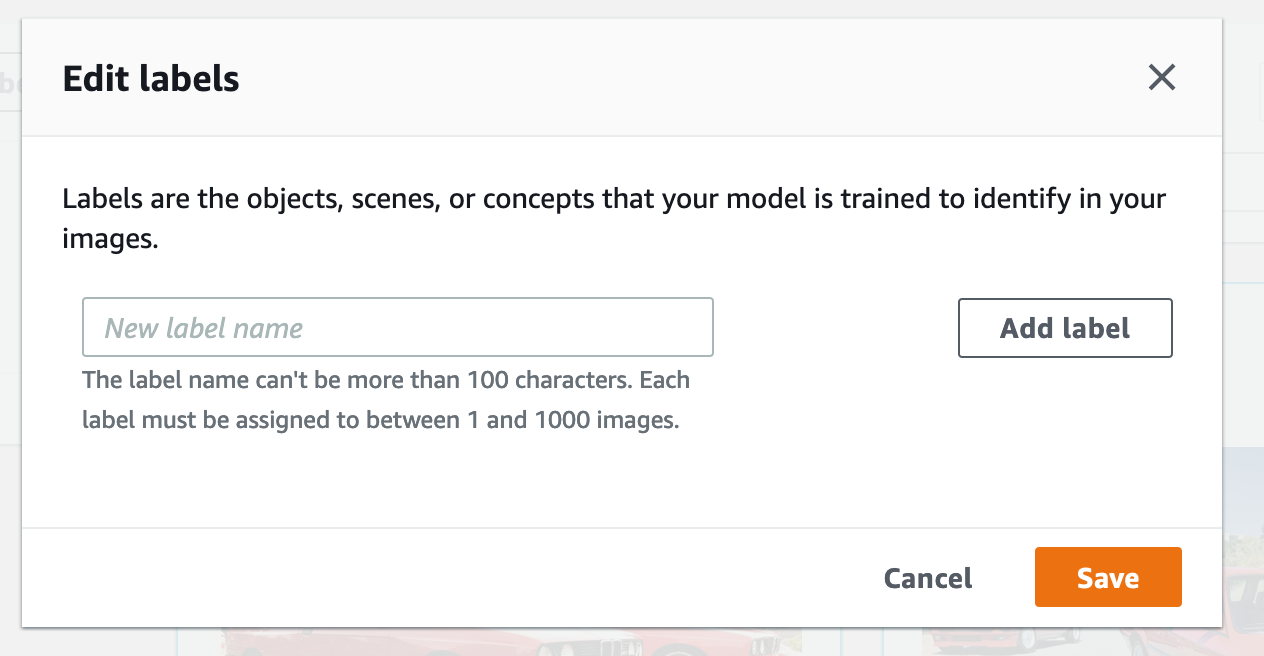 Edit labels
Labels are the objects, scenes, or concepts that your model is trained to identify in your
images.
New label name
Add label
The label name can't be more than 100 characters. Each
label must be assigned to between 1 and 1000 images.
Cancel
Save